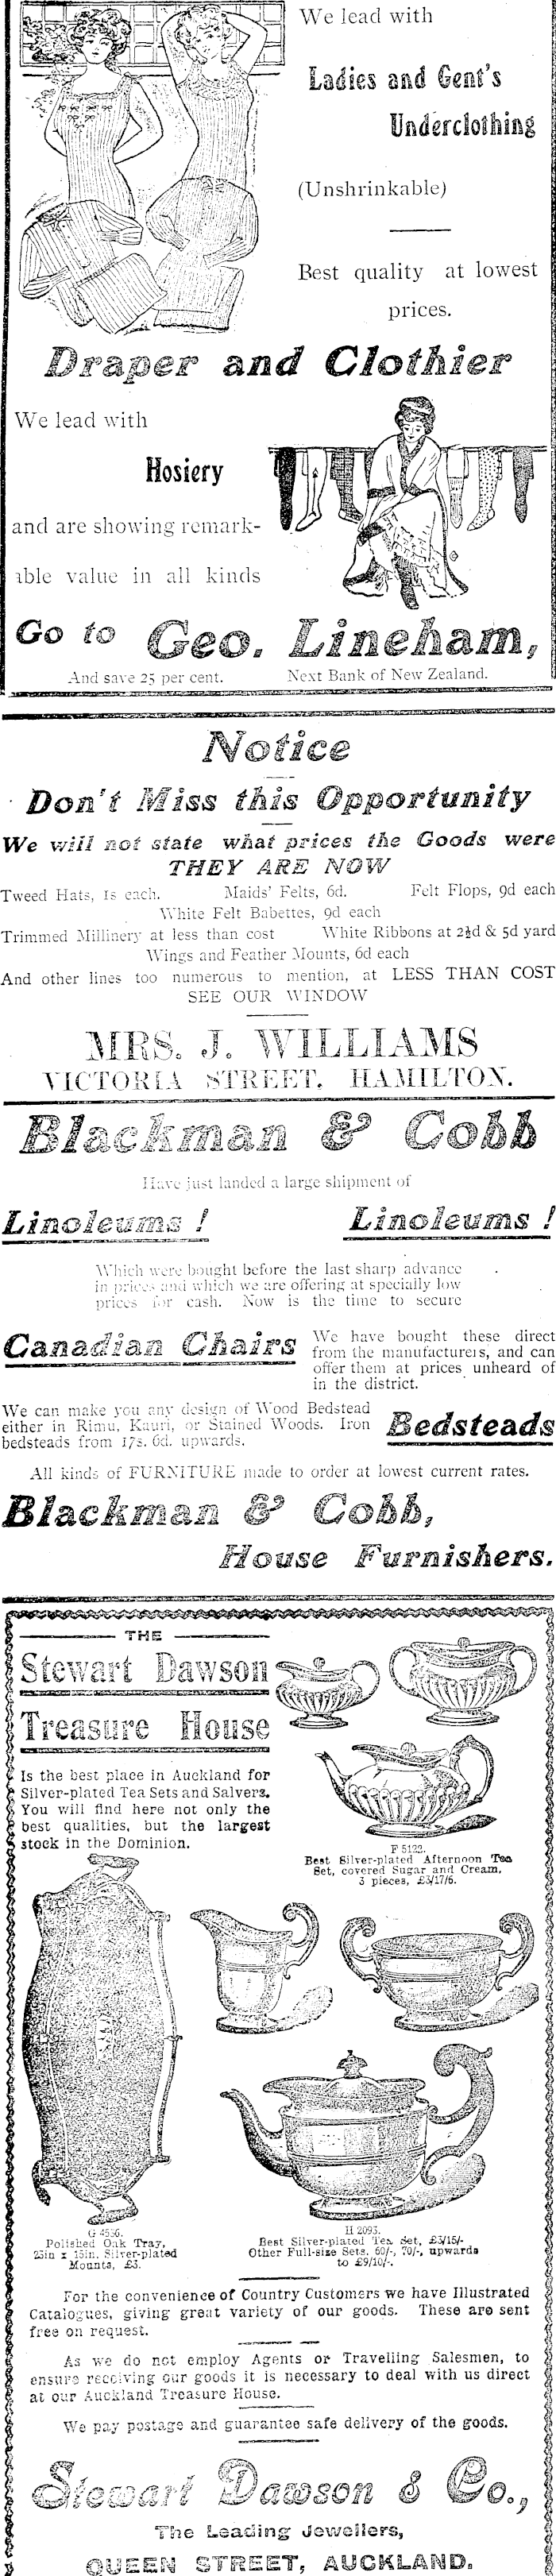 We lead with
Ladies and Gent's
Underclothing
(Unshrinkable)
Best quality at lowest
prices.
Draper and Clothier
We lead with
Hosiery
and are showing remark-
able value in all kinds
Go to Geo. Lineham,
And save 25 per cent. Next Bank of New Zealand.
Notice
Don't Miss this Opportunity
We will not state what prices the Goods were
THEY ARE NOW
Tweed Hats, 1s each. Maids' Felts, 6d. Felt Flops, 9d each
White Felt Babettes, 9d each
Trimmed Millinery at less than cost White Ribbons at 2½d & 5d yard
Wings and Feather Mounts, 6d each
And other lines too numerous to mention, at LESS THAN COST
SEE OUR WINDOW
MRS. J. WILLIAMS
VICTORIA STREET, HAMILTON.
Blackman & Cobb
Have just landed a large shipment of
Linoleums ! Linoleums !
Which were bought before the last sharp advance
in prices and which we are offering at specially low
prices for cash. Now is the time to secure
Canadian Chairs
We have bought these direct
from the manufacturers, and can
offer them at prices unheard of
in the district.
We can make you any design of Wood Bedstead
either in Rimu, Kauri, or Stained Woods. Iron
bedsteads from 17s. 6d. upwards.
Bedsteads
All kinds of FURNITURE made to order at lowest current rates.
Blackman & Cobb,
House Furnishers.
THE
Stewart Dawson
Treasure House
Is the best place in Auckland for
Silver-plated Tea Sets and Salvers.
You will find here not only the
best qualities, but the largest
stock in the Dominion.
F 5122.
Best Silver-plated Afternoon Tea
Set, covered Sugar and Cream,
3 pieces, £3/17/6.
G 4536.
Polished Oak Tray,
23in x 15in. Silver-plated
Mounts, £3.
H 2093.
Best Silver-plated Tea Set, £3/15/-
Other Full-size Sets, 60/-, 70/-, upwards
to £9/10/-.
For the convenience of Country Customers we have Illustrated
Catalogues, giving great variety of our goods. These are sent
free on request.
As we do not employ Agents or Travelling Salesmen, to
ensure receiving our goods it is necessary to deal with us direct
at our Auckland Treasure House.
We pay postage and guarantee safe delivery of the goods.
Stewart Dawson & Co.,
The Leading Jewellers,
QUEEN STREET, AUCKLAND.